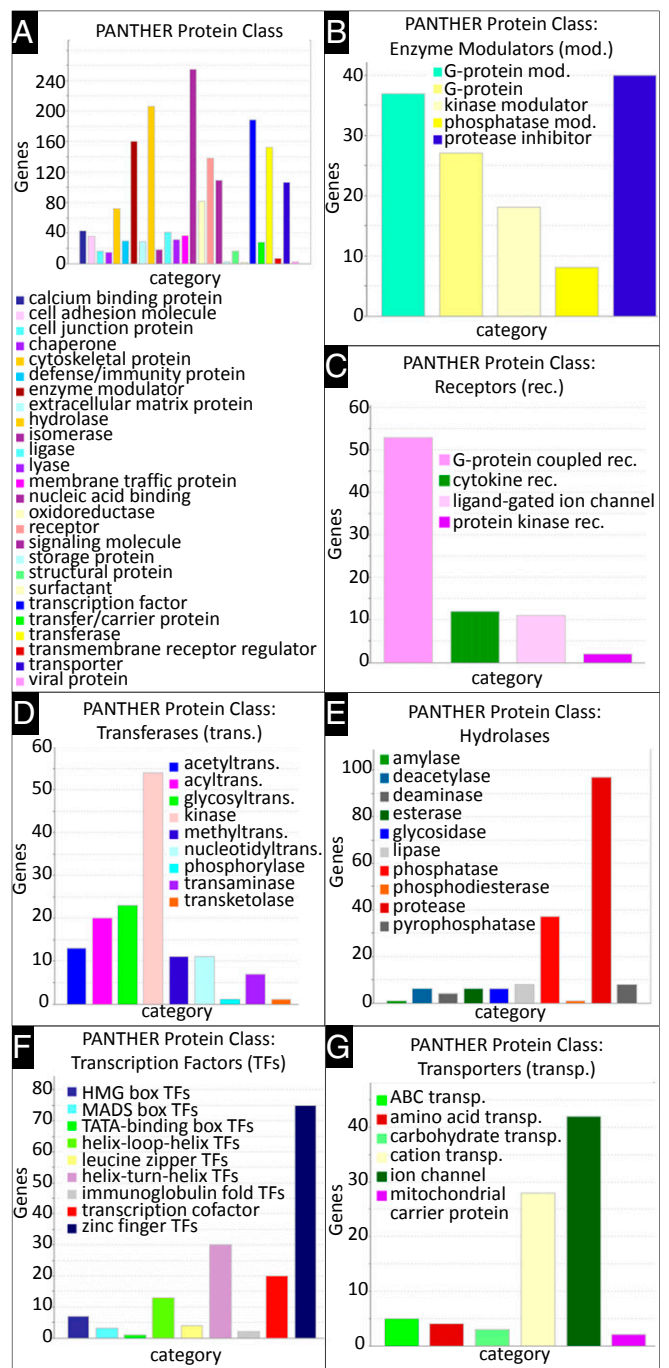 A
PANTHER Protein Class
240
200
160
120
80
40
0
Genes
category
calcium binding protein
cell adhesion molecule
cell junction protein
chaperone
cytoskeletal protein
defense/immunity protein
enzyme modulator
extracellular matrix protein
hydrolase
isomerase
ligase
lyase
membrane traffic protein
nucleic acid binding
oxidoreductase
receptor
signaling molecule
storage protein
structural protein
surfactant
transcription factor
transfer/carrier protein
transferase
transmembrane receptor regulator
transporter
viral protein
B
PANTHER Protein Class:
Enzyme Modulators (mod.)
40
30
20
10
0
Genes
G-protein mod.
G-protein
kinase modulator
phosphatase mod.
protease inhibitor
category
C
PANTHER Protein Class:
Receptors (rec.)
60
50
40
30
20
10
0
Genes
G-protein coupled rec.
cytokine rec.
ligand-gated ion channel
protein kinase rec.
category
D
PANTHER Protein Class:
Transferases (trans.)
60
50
40
30
20
10
0
Genes
acetyltrans.
acyltrans.
glycosyltrans.
kinase
methyltrans.
nucleotidyltrans.
phosphorylase
transaminase
transketolase
category
E
PANTHER Protein Class:
Hydrolases
100
80
60
40
20
0
Genes
amylase
deacetylase
deaminase
esterase
glycosidase
lipase
phosphatase
phosphodiesterase
protease
pyrophosphatase
category
F
PANTHER Protein Class:
Transcription Factors (TFs)
80
70
60
50
40
30
20
10
0
Genes
HMG box TFs
MADS box TFs
TATA-binding box TFs
helix-loop-helix TFs
leucine zipper TFs
helix-turn-helix TFs
immunoglobulin fold TFs
transcription cofactor
zinc finger TFs
category
G
PANTHER Protein Class:
Transporters (transp.)
40
30
20
10
0
Genes
ABC transp.
amino acid transp.
carbohydrate transp.
cation transp.
ion channel
mitochondrial
carrier protein
category